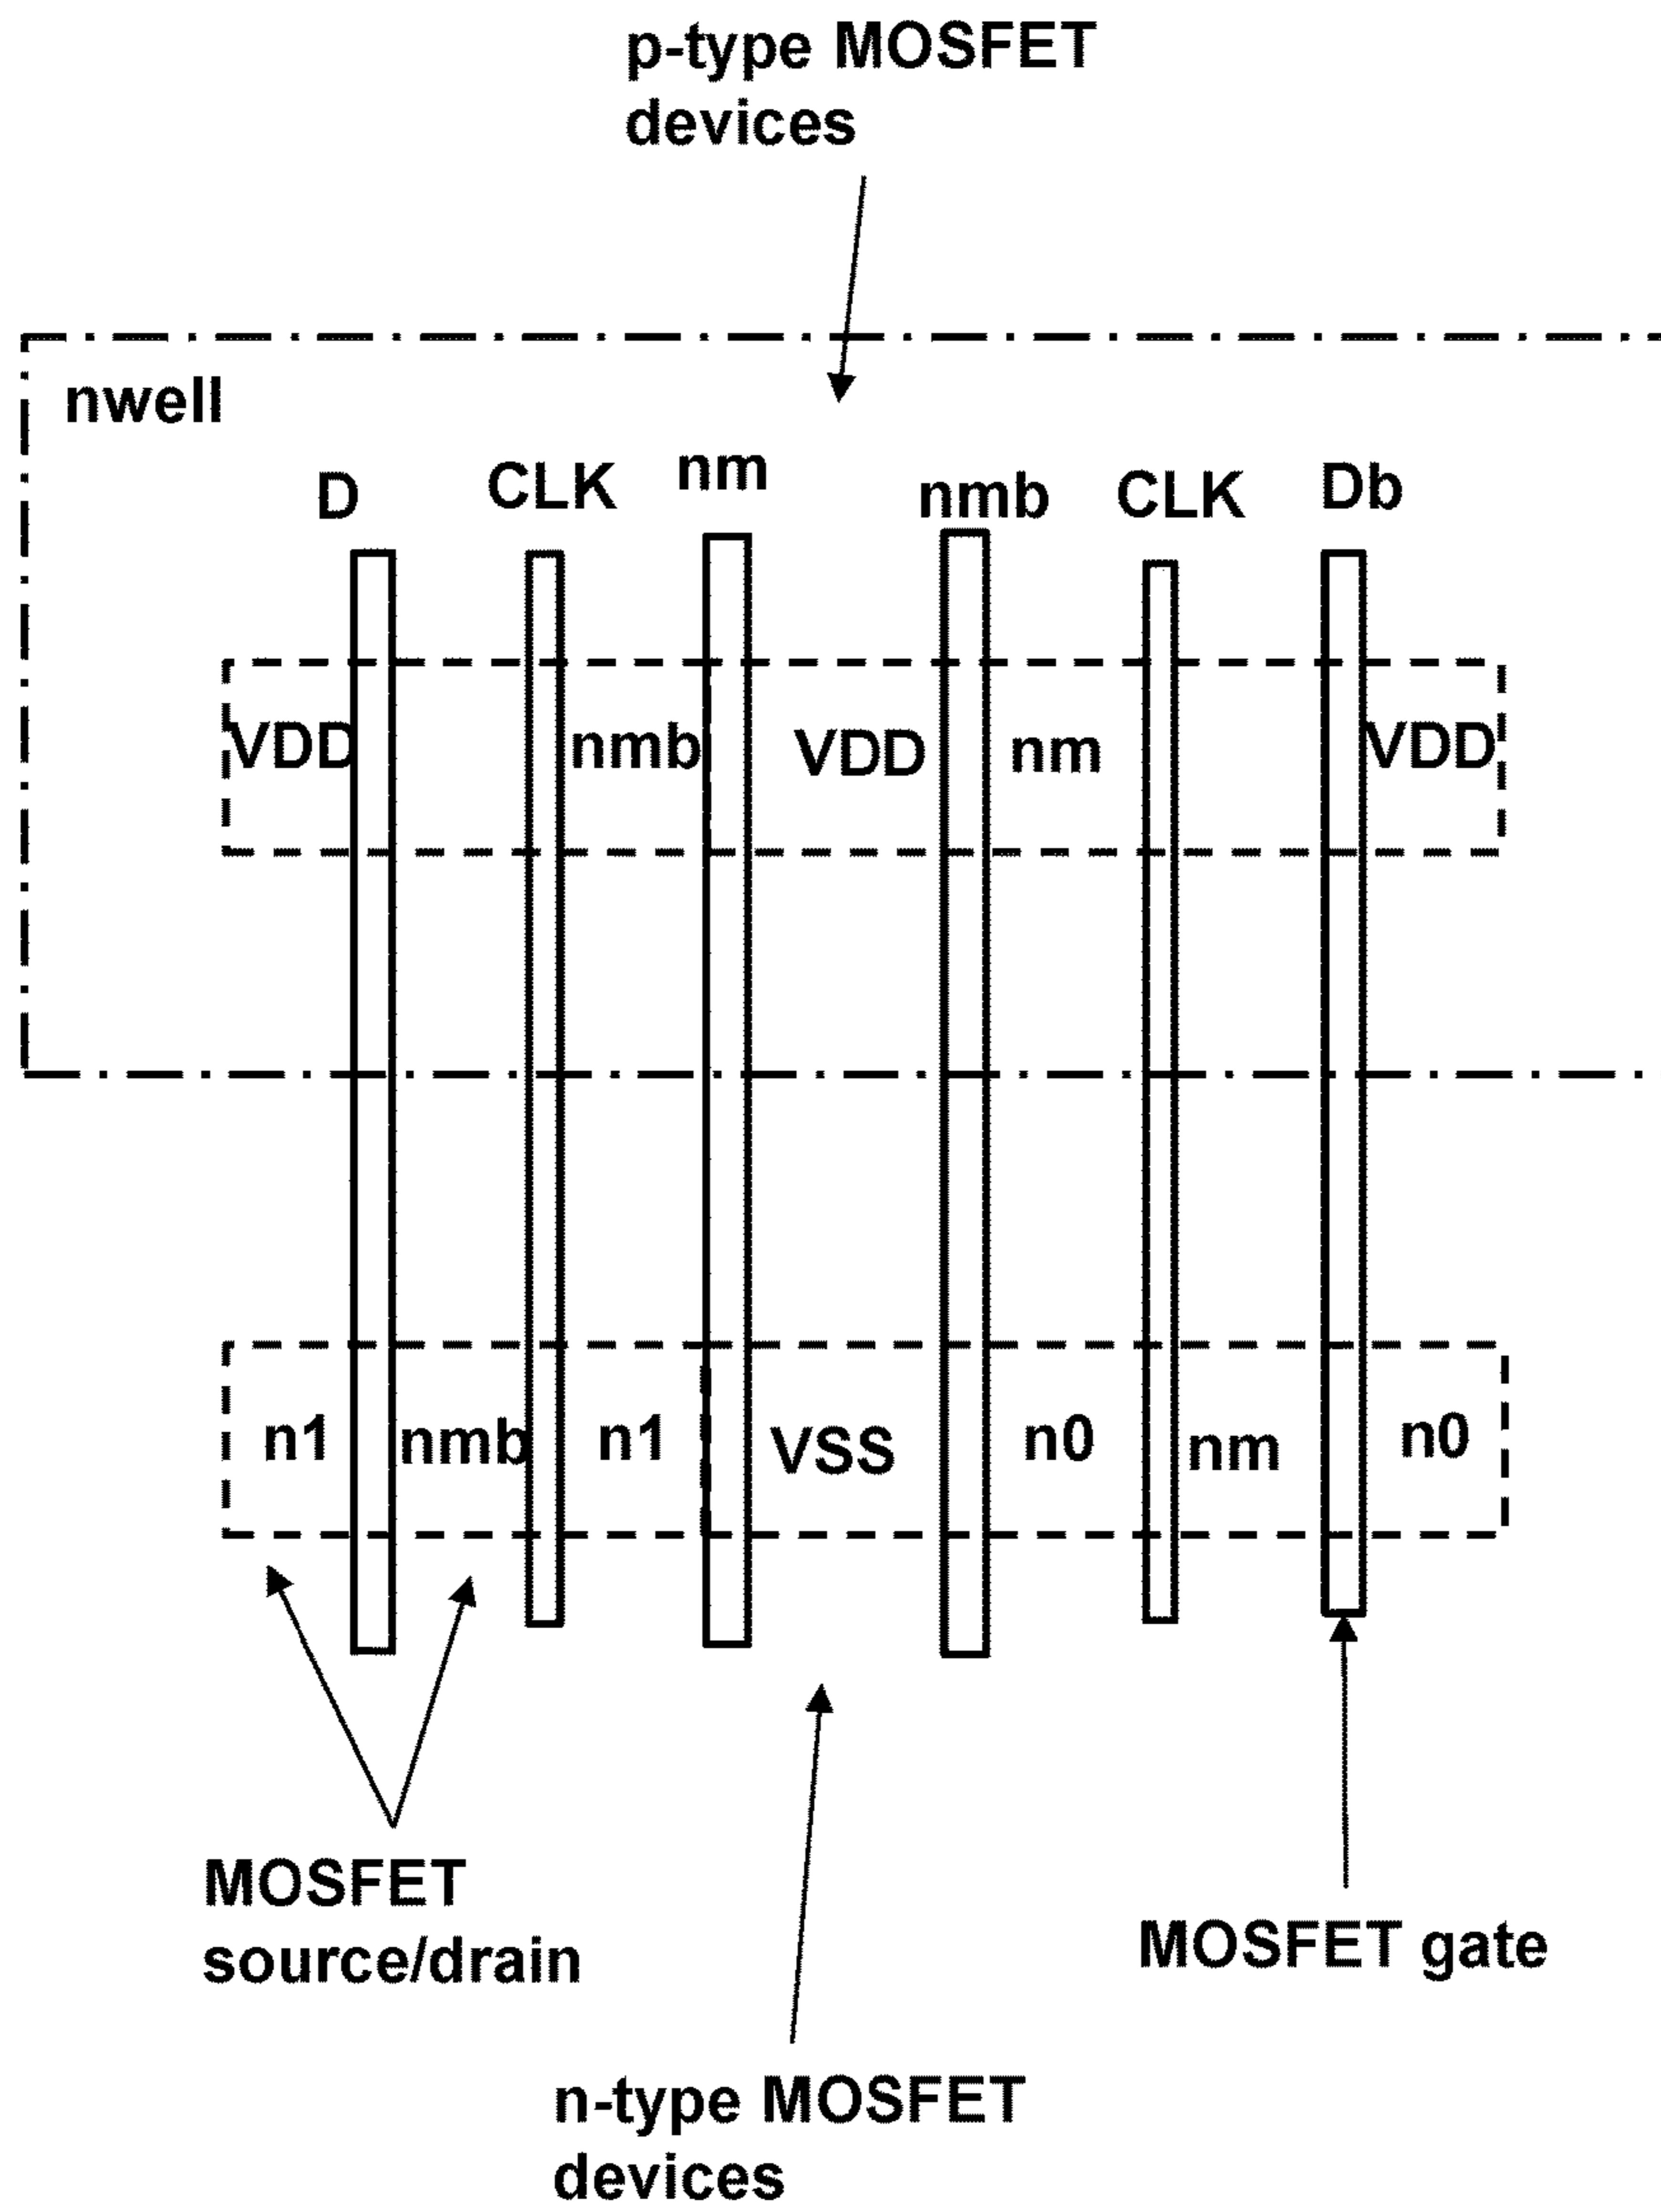 p-type MOSFET
devices
nwell
D CLK nm nmb CLK Db
VDD nmb VDD nm VDD
n1 nmb n1 VSS n0 nm n0
MOSFET
source/drain
MOSFET gate
n-type MOSFET
devices